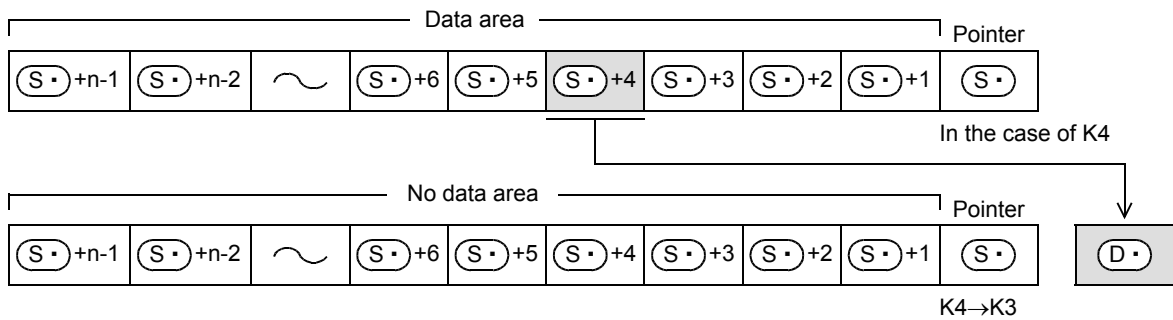 Data area
Pointer
S·+n-1 S·+n-2 S·+6 S·+5 S·+4 S·+3 S·+2 S·+1 S·
In the case of K4
No data area
Pointer
S·+n-1 S·+n-2 S·+6 S·+5 S·+4 S·+3 S·+2 S·+1 S· D·
K4→K3